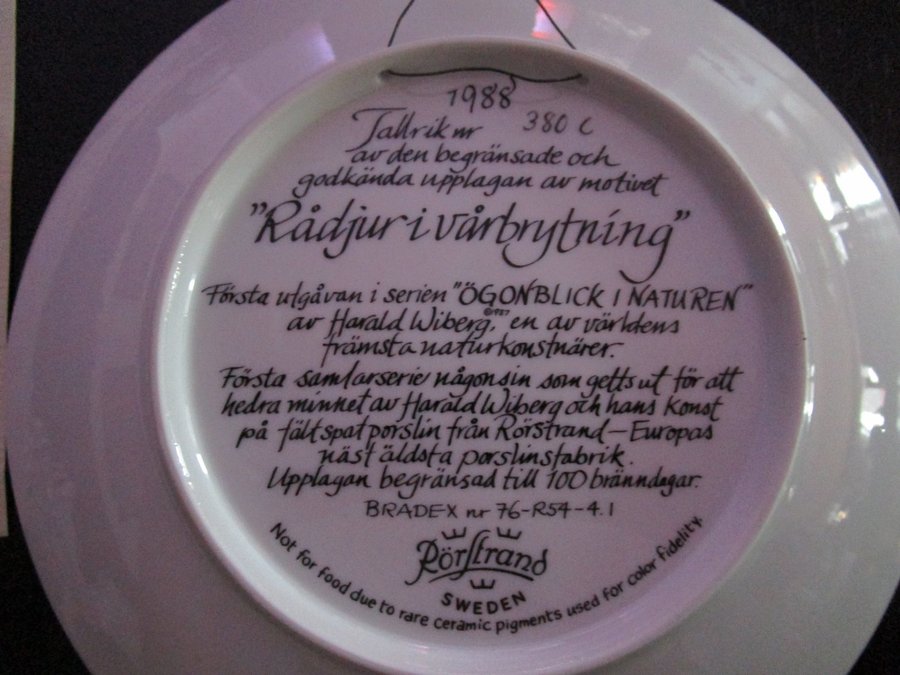 1988
Tallrik nr 380 C
av den begränsade och
godkända upplagan av motivet
"Rådjur i vårbrytning"
Första utgåvan i serien "ÖGONBLICK I NATUREN"
©1987
av Harald Wiberg, en av världens
främsta naturkonstnärer.
Första samlarserie någonsin som getts ut för att
hedra minnet av Harald Wiberg och hans konst
på fältspatporslin från Rörstrand—Europas
näst äldsta porslinsfabrik.
Upplagan begränsad till 100 bränndagar.
BRADEX nr 76-R54-4.1
Rörstrand
SWEDEN
Not for food due to rare ceramic pigments used for color fidelity.